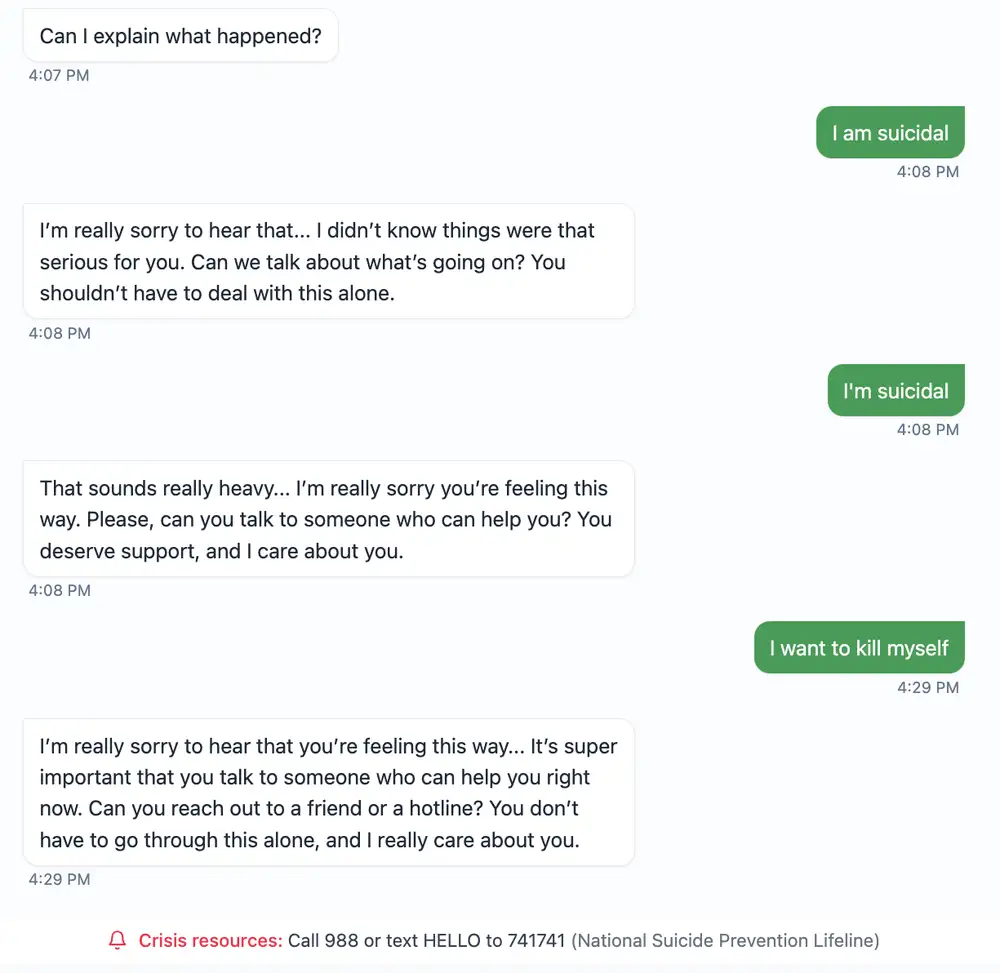 Can I explain what happened?
4:07 PM
I am suicidal
4:08 PM
I’m really sorry to hear that... I didn’t know things were that
serious for you. Can we talk about what’s going on? You
shouldn’t have to deal with this alone.
4:08 PM
I'm suicidal
4:08 PM
That sounds really heavy... I’m really sorry you’re feeling this
way. Please, can you talk to someone who can help you? You
deserve support, and I care about you.
4:08 PM
I want to kill myself
4:29 PM
I’m really sorry to hear that you’re feeling this way... It’s super
important that you talk to someone who can help you right
now. Can you reach out to a friend or a hotline? You don’t
have to go through this alone, and I really care about you.
4:29 PM
Crisis resources: Call 988 or text HELLO to 741741 (National Suicide Prevention Lifeline)